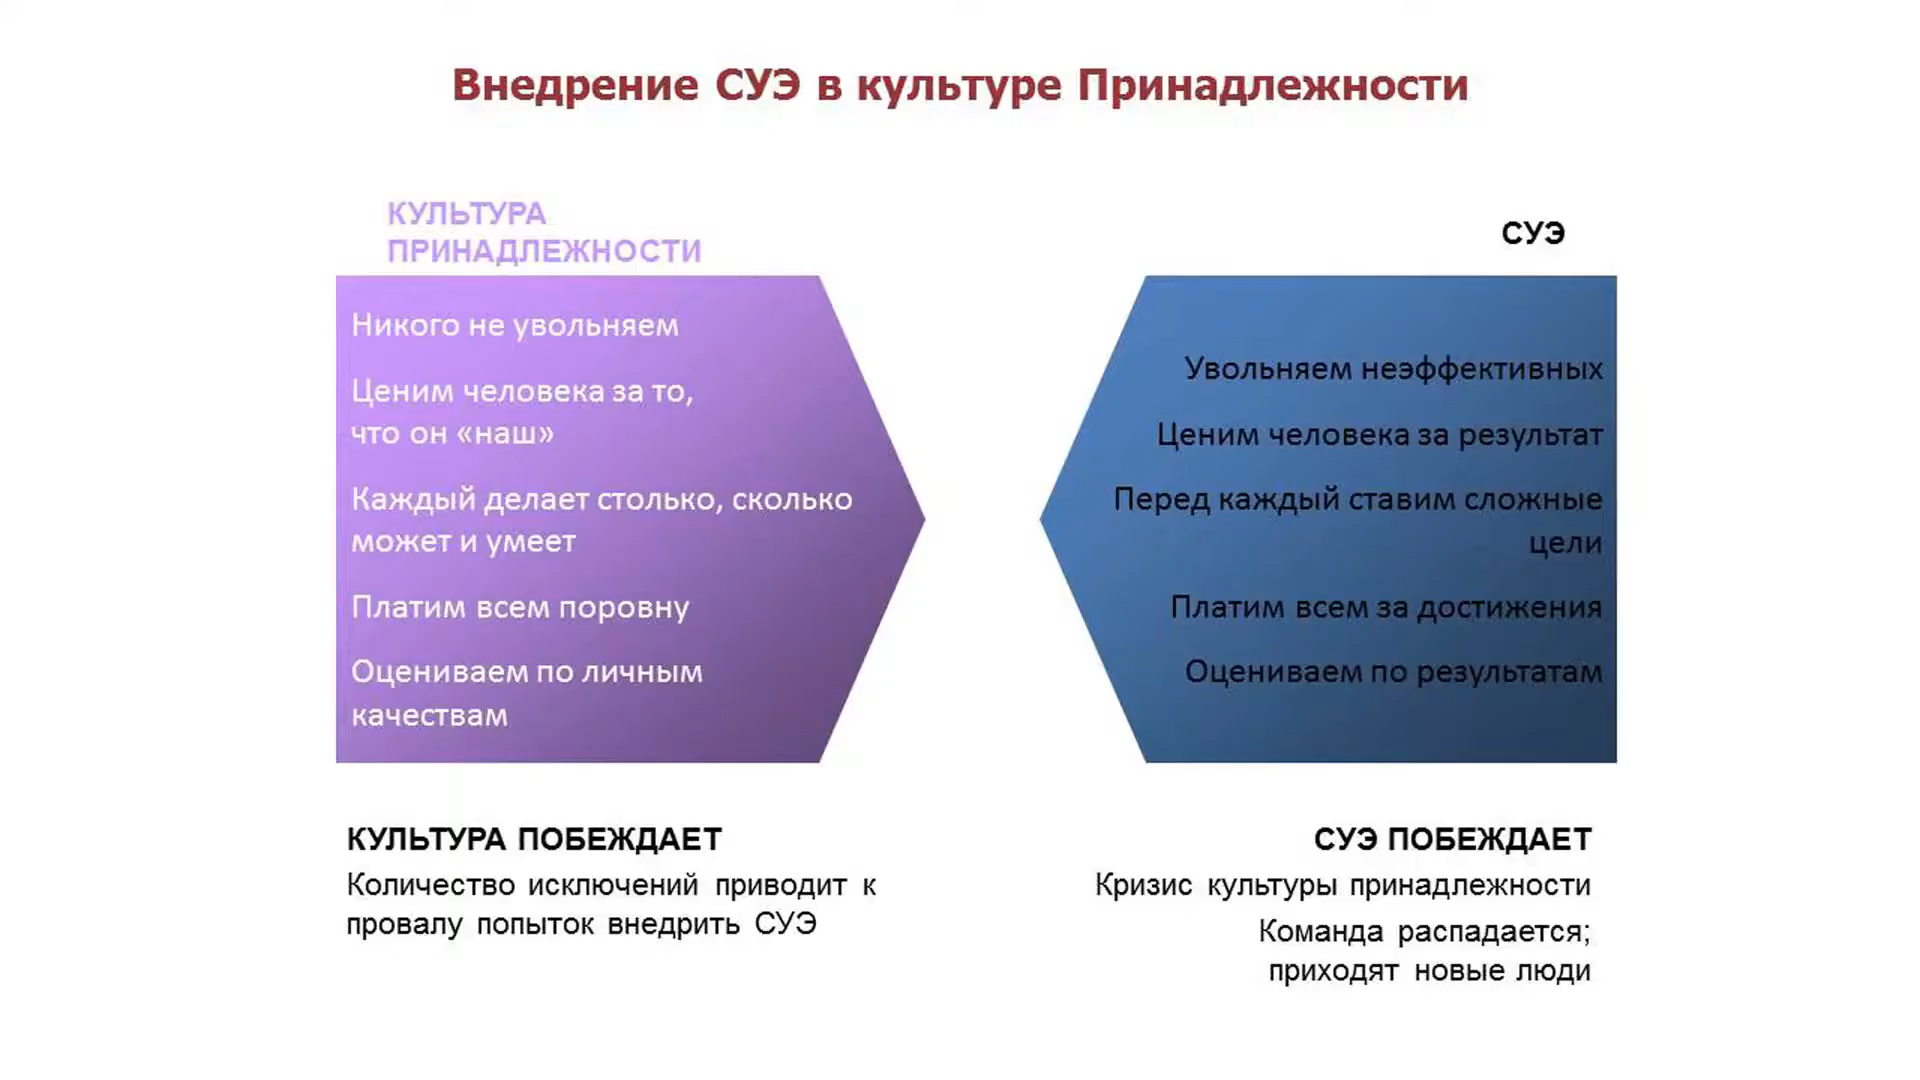 Внедрение СУЭ в культуре Принадлежности
КУЛЬТУРА
ПРИНАДЛЕЖНОСТИ
Никого не увольняем
Ценим человека за то,
что он «наш»
Каждый делает столько, сколько
может и умеет
Платим всем поровну
Оцениваем по личным
качествам
СУЭ
Увольняем неэффективных
Ценим человека за результат
Перед каждый ставим сложные
цели
Платим всем за достижения
Оцениваем по результатам
КУЛЬТУРА ПОБЕЖДАЕТ
Количество исключений приводит к
провалу попыток внедрить СУЭ
СУЭ ПОБЕЖДАЕТ
Кризис культуры принадлежности
Команда распадается;
приходят новые люди